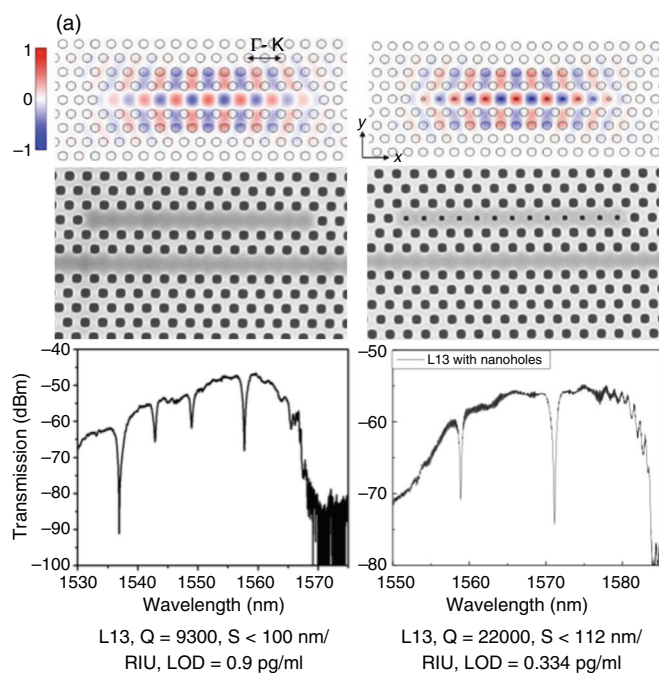 (a)
Γ- K
1
0
−1
y
x
−40
−50
−60
−70
−80
−90
−100
Transmission (dBm)
1530 1540 1550 1560 1570
Wavelength (nm)
L13, Q = 9300, S < 100 nm/
RIU, LOD = 0.9 pg/ml
−50
−60
−70
−80
L13 with nanoholes
1550 1560 1570 1580
Wavelength (nm)
L13, Q = 22000, S < 112 nm/
RIU, LOD = 0.334 pg/ml